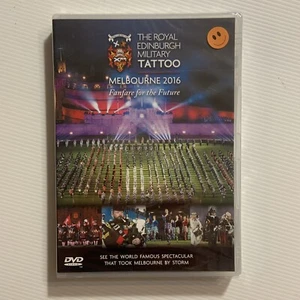 THE ROYAL
EDINBURGH
MILITARY
TATTOO
MELBOURNE 2016
Fanfare for the Future
DVD
SEE THE WORLD FAMOUS SPECTACULAR
THAT TOOK MELBOURNE BY STORM